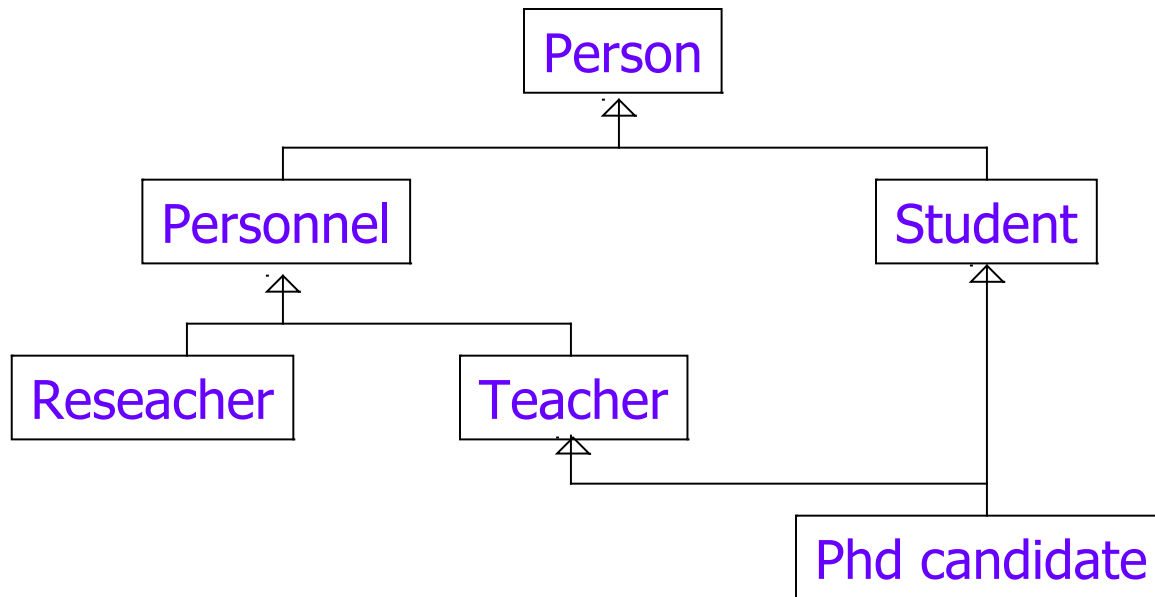 Person
Personnel
Student
Reseacher
Teacher
Phd candidate